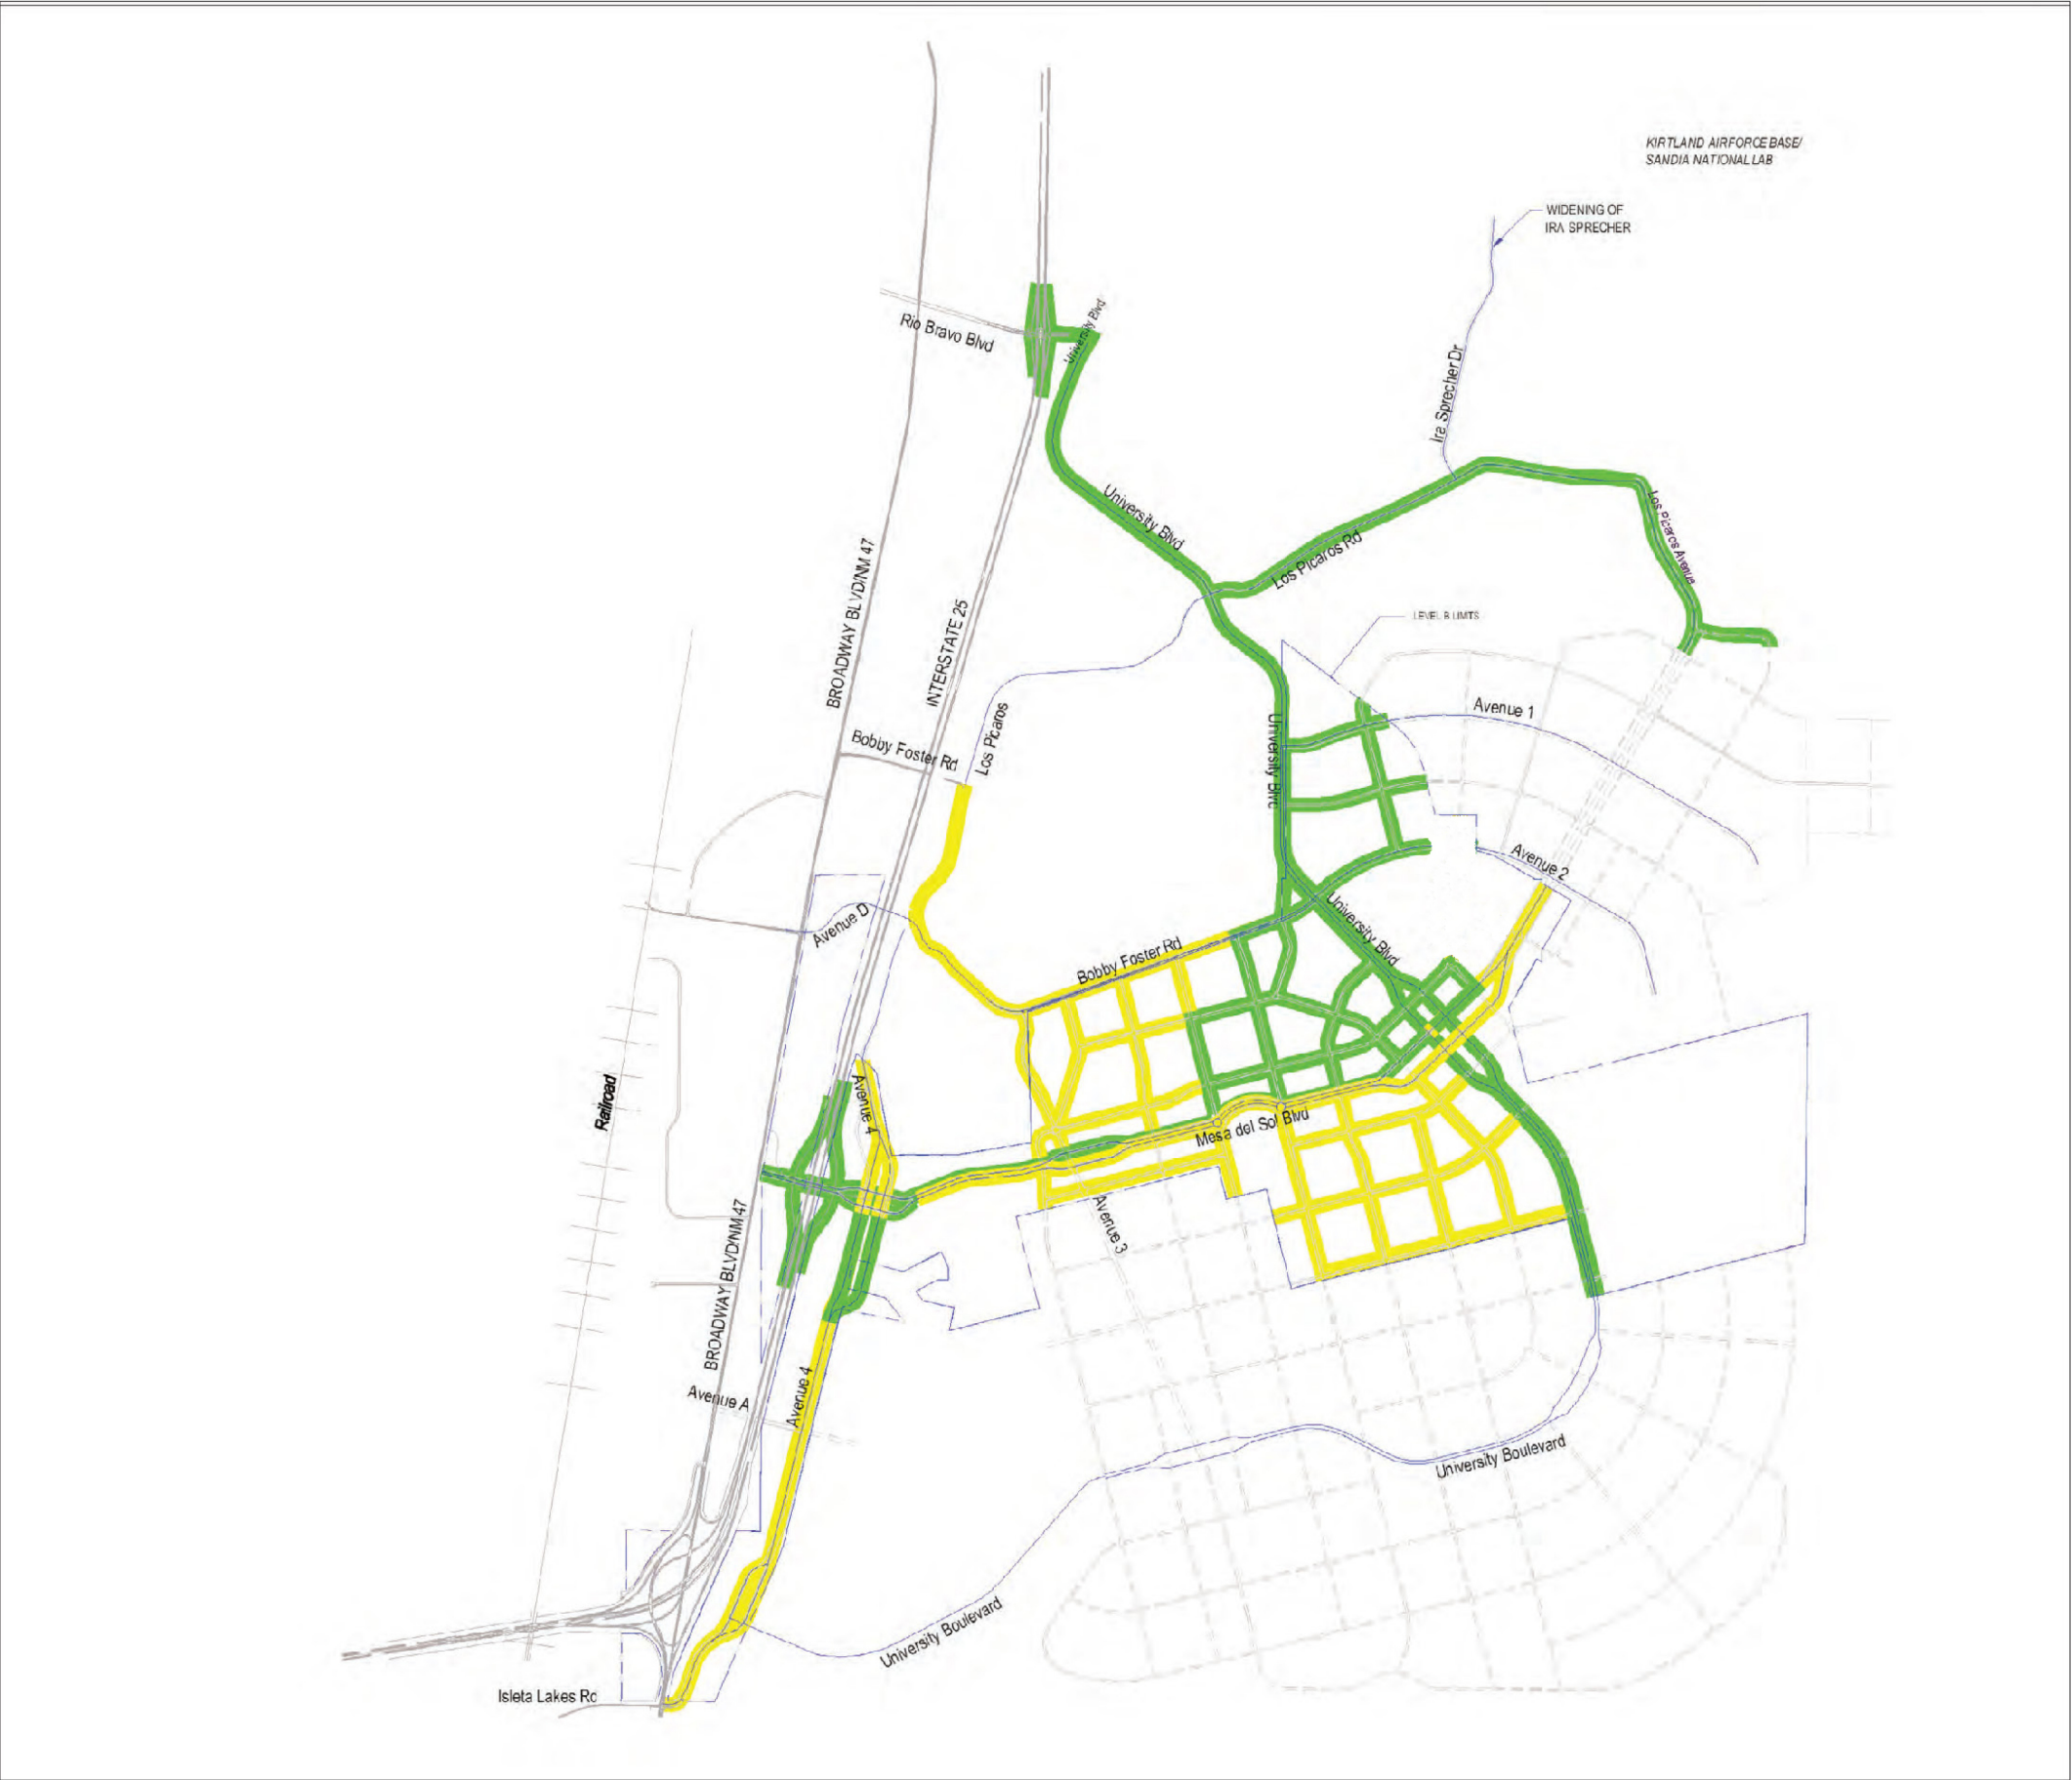 KIRTLAND AIRFORCE BASE/
SANDIA NATIONAL LAB
WIDENING OF
IRA SPRECHER
Rio Bravo Blvd
University Blvd
Ira Sprecher Dr
University Blvd
Los Picaros Rd
Los Picaros Avenue
BROADWAY BLVD/NM 47
INTERSTATE 25
LEVEL B LIMITS
Avenue 1
Los Picaros
Bobby Foster Rd
University Blvd
Avenue 2
Avenue D
University Blvd
Bobby Foster Rd
Railroad
Avenue 4
Mesa del Sol Blvd
Avenue 3
BROADWAY BLVD/NM 47
Avenue A
Avenue 4
University Boulevard
University Boulevard
Isleta Lakes Rd